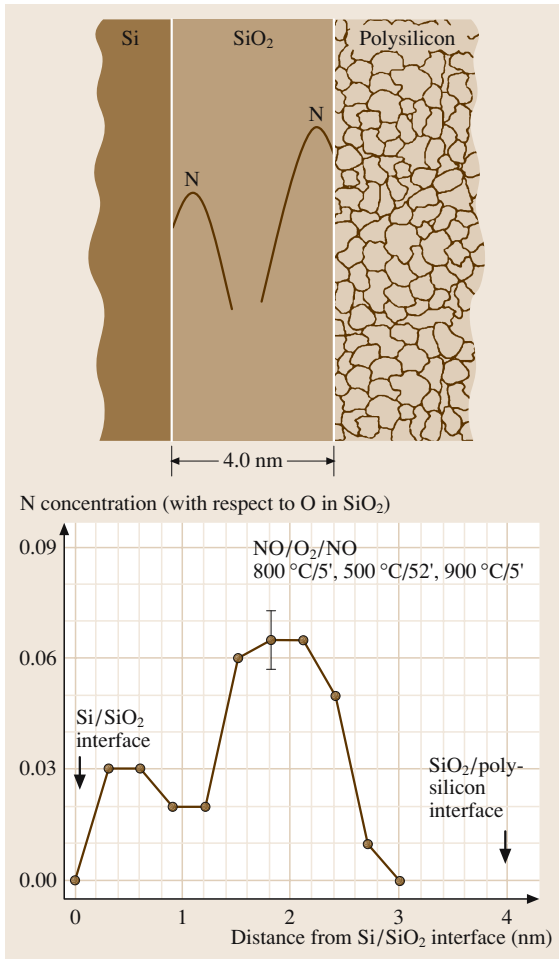 Si SiO₂ Polysilicon
N
N
4.0 nm
N concentration (with respect to O in SiO₂)
0.09
NO/O₂/NO
800 °C/5', 500 °C/52', 900 °C/5'
0.06
Si/SiO₂
interface
0.03
SiO₂/poly-
silicon
interface
0.00
0 1 2 3 4
Distance from Si/SiO₂ interface (nm)